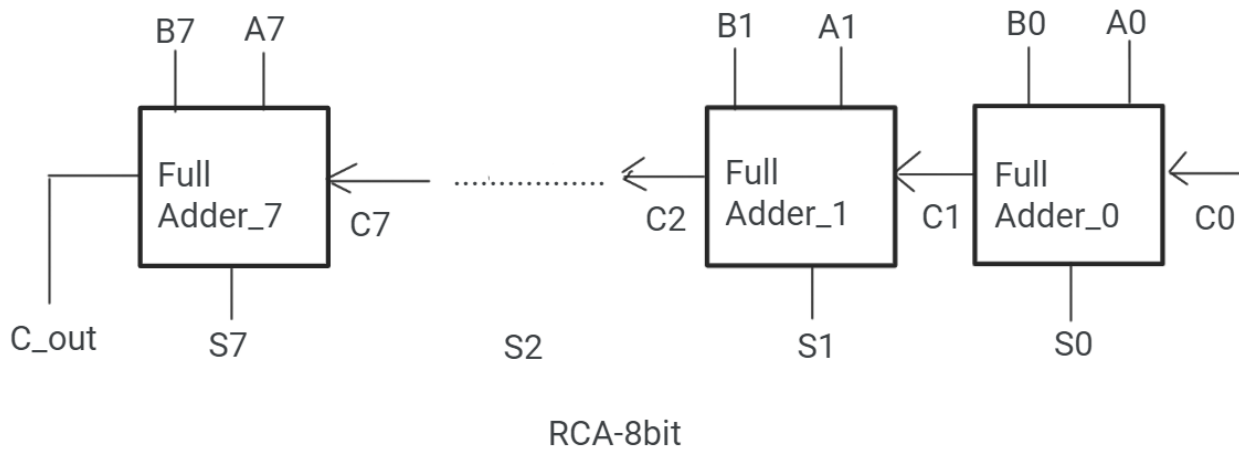 B7 A7 B1 A1 B0 A0
Full
Adder_7
Full
Adder_1
Full
Adder_0
C7 C2 C1 C0
C_out S7 S2 S1 S0
RCA-8bit